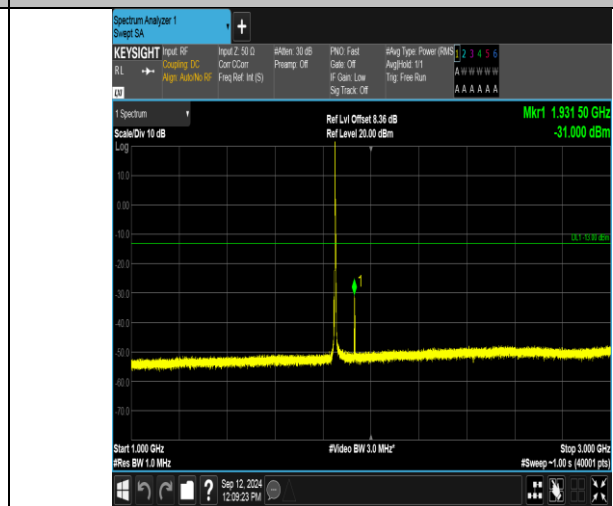 Spectrum Analyzer 1
Swept SA
+
KEYSIGHT Input: RF Input Z: 50 Ω #Atten: 30 dB PNO: Fast #Avg Type: Power (RMS 1 2 3 4 5 6
RL Coupling: DC Corr CCorr Preamp: Off Gate: Off Avg|Hold: 1/1 A W W W W W
Align: Auto/No RF Freq Ref: Int (S) IF Gain: Low Trig: Free Run A A A A A A
LXI Sig Track: Off
1 Spectrum Ref Lvl Offset 8.36 dB Mkr1 1.931 50 GHz
Scale/Div 10 dB Ref Level 20.00 dBm -31.000 dBm
Log
10.0
0.00
-10.0
DL1 -13.00 dBm
-20.0
1
-30.0
-40.0
-50.0
-60.0
-70.0
Start 1.000 GHz #Video BW 3.0 MHz* Stop 3.000 GHz
#Res BW 1.0 MHz #Sweep ~1.00 s (40001 pts)
? Sep 12, 2024
12:09:23 PM